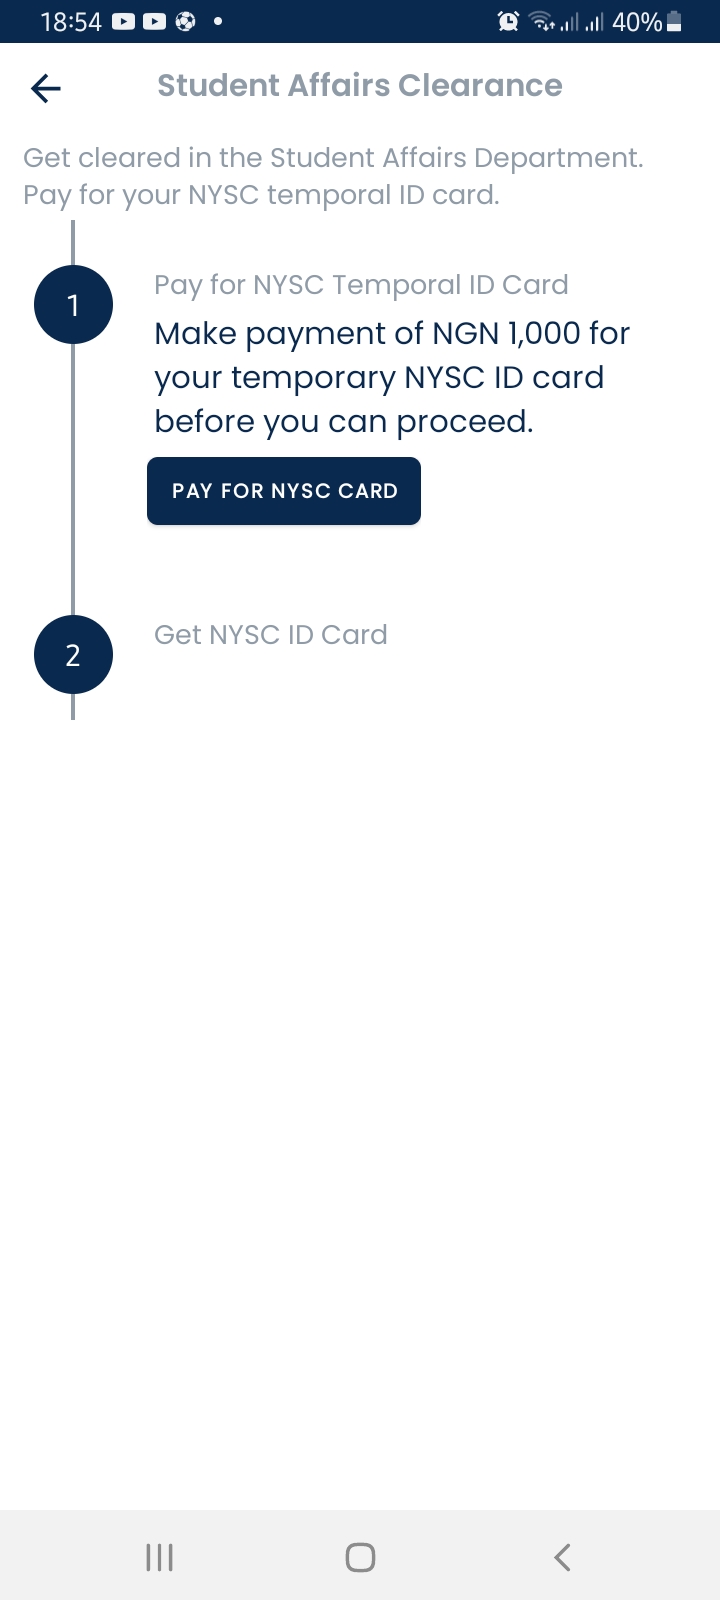 18:54
40%
Student Affairs Clearance
Get cleared in the Student Affairs Department.
Pay for your NYSC temporal ID card.
1
Pay for NYSC Temporal ID Card
Make payment of NGN 1,000 for
your temporary NYSC ID card
before you can proceed.
PAY FOR NYSC CARD
2
Get NYSC ID Card